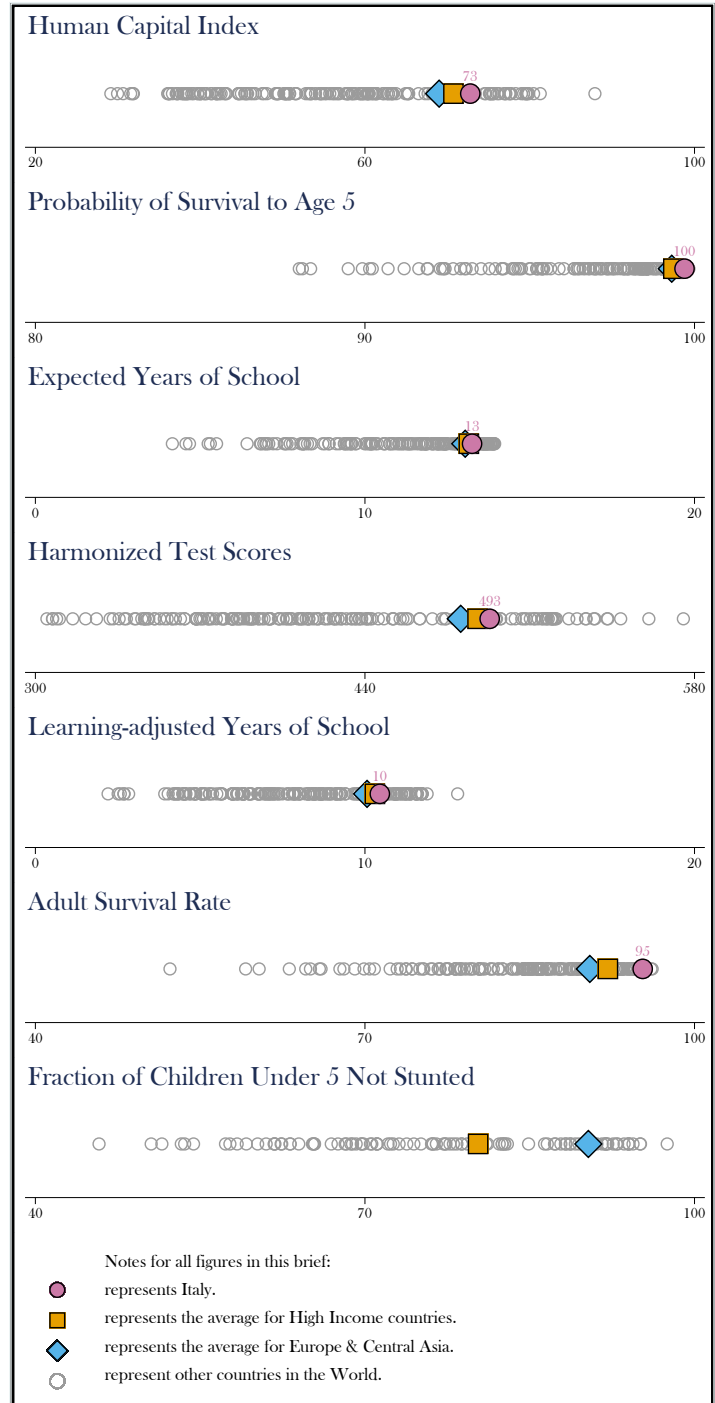 Human Capital Index
73
20 60 100
Probability of Survival to Age 5
100
80 90 100
Expected Years of School
13
0 10 20
Harmonized Test Scores
493
300 440 580
Learning-adjusted Years of School
10
0 10 20
Adult Survival Rate
95
40 70 100
Fraction of Children Under 5 Not Stunted
40 70 100
Notes for all figures in this brief:
represents Italy.
represents the average for High Income countries.
represents the average for Europe & Central Asia.
represent other countries in the World.